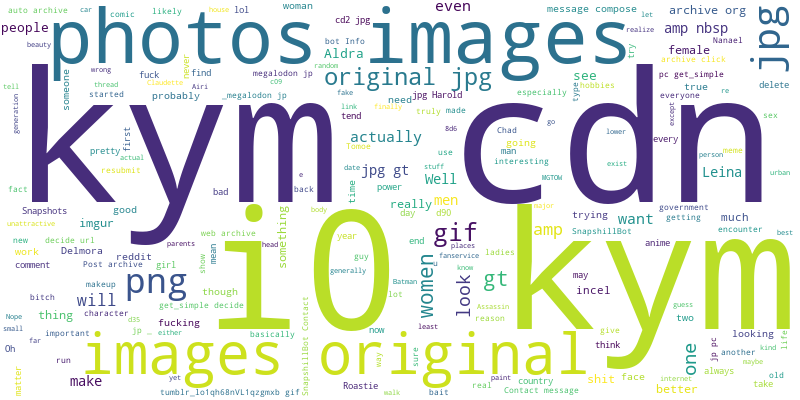 auto archive
car
comic
likely
lol
house
woman
cd2 jpg
even
message compose
let
archive org
people
photos images
bot Info
Aldra
amp nbsp
jpg
beauty
someone
fuck
find
never
see
try
realize
female
Nanael
archive click
wrong
_megalodon jp
megalodon jp
random
original jpg
especially
type
hobbies
pc get_simple
delete
tell
thread
Claudette
Airi
c09
fake
need
jpg Harold
true
everyone
generation
started
probably
link
tend
truly
made
except
re
kym cdn
pretty
first
actual
finally
actually
8d6
Chad
go
lower
every
meme
sex
resubmit
Tomoe
use
going
man
interesting
exist
person
fact
bad
e
back
date
jpg gt
stuff
Well
MGTOW
Leina
urban
power
unattractive
Snapshots
good
body
time
really
men
major
trying
government
getting
much
imgur
i0 kym
parents
day
d90
amp
want
encounter
best
new
decide url
web archive
something
year
end
gif
SnapshillBot
anime
work
Delmora
reddit
show
mean
head
guy
places
fanservice
ladies
comment
Post archive
girl
generally
women
u
look
know
gt
may
png
get_simple decide
Batman
lot
Assassin
incel
guess
bitch
makeup
will
though
now
reason
two
Nope
small
thing
character
d35
fucking
SnapshillBot Contact
least
give
looking
important
jp _
either
basically
think
one
jp pc
another
life
Oh
far
images original
way
sure
kind
maybe
run
yet
real
country
shit
face
internet
always
old
matter
make
Roastie
walk
bait
paint
Contact message
better
take
tumblr_lo1qh68nVL1qzgmxb gif